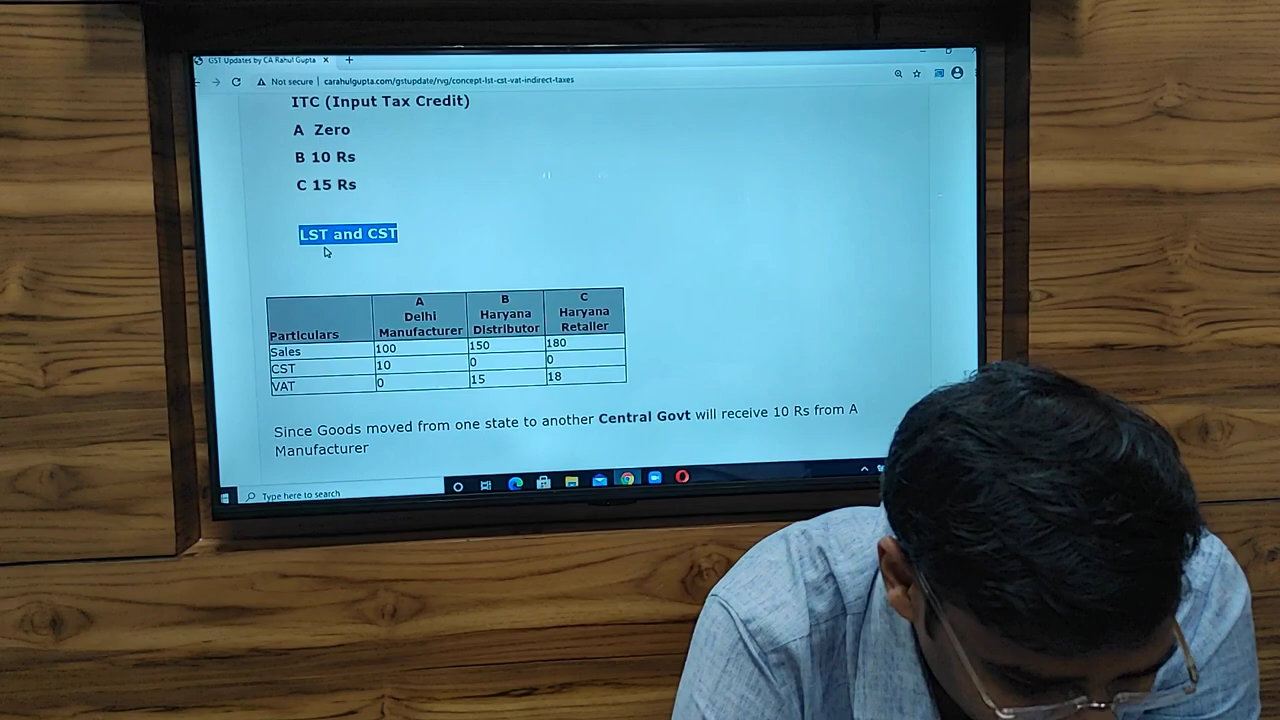 GST Updates by CA Rahul Gupta
Not secure | carahulgupta.com/gstupdate/rvg/concept-lst-cst-vat-indirect-taxes
ITC (Input Tax Credit)
A Zero
B 10 Rs
C 15 Rs
LST and CST
Particulars A Delhi Manufacturer B Haryana Distributor C Haryana Retailer
Sales 100 150 180
CST 10 0 0
VAT 0 15 18
Since Goods moved from one state to another Central Govt will receive 10 Rs from A
Manufacturer
Type here to search